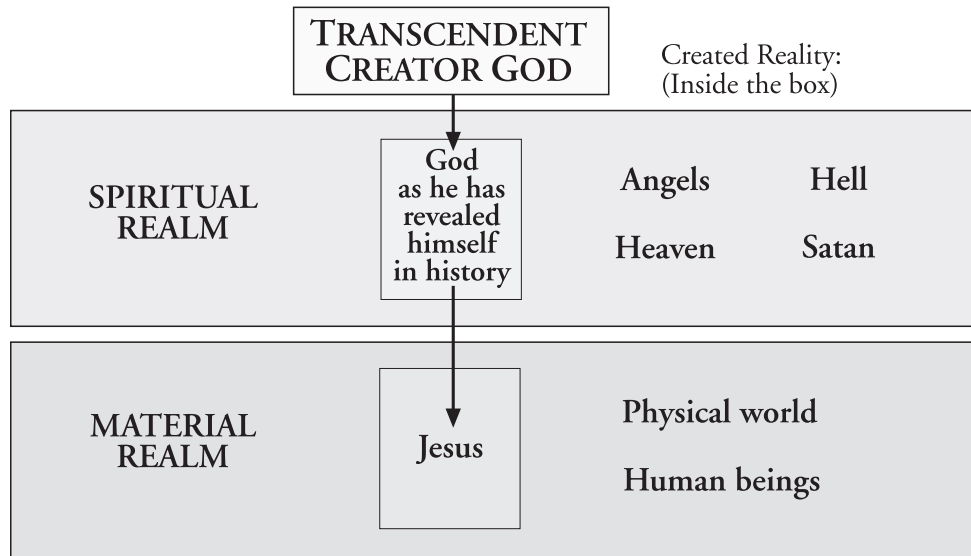 TRANSCENDENT
CREATOR GOD
Created Reality:
(Inside the box)
SPIRITUAL
REALM
God
as he has
revealed
himself
in history
Angels
Hell
Heaven
Satan
MATERIAL
REALM
Jesus
Physical world
Human beings